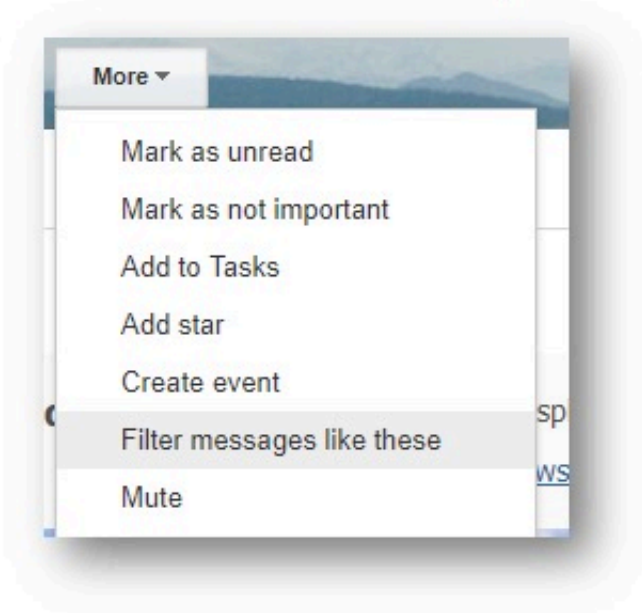 More
Mark as unread
Mark as not important
Add to Tasks
Add star
Create event
Filter messages like these
Mute